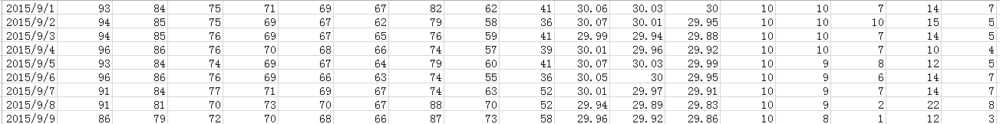 2015/9/1 93 84 75 71 69 67 82 62 41 30.06 30.03 30 10 10 7 14 7
2015/9/2 94 85 75 69 67 62 79 58 36 30.07 30.01 29.95 10 10 10 15 5
2015/9/3 94 85 76 69 67 65 76 59 41 29.99 29.94 29.88 10 10 7 14 5
2015/9/4 96 86 76 70 68 66 74 57 39 30.01 29.96 29.92 10 10 7 10 4
2015/9/5 93 84 74 69 67 64 79 60 41 30.07 30.03 29.99 10 9 8 12 5
2015/9/6 96 86 76 69 66 63 74 55 36 30.05 30 29.95 10 9 6 14 7
2015/9/7 91 84 77 71 69 67 74 63 52 30.01 29.97 29.91 10 9 7 14 7
2015/9/8 91 81 70 73 70 67 88 70 52 29.94 29.89 29.83 10 9 2 22 8
2015/9/9 86 79 72 70 68 66 87 73 58 29.96 29.92 29.86 10 8 1 12 3